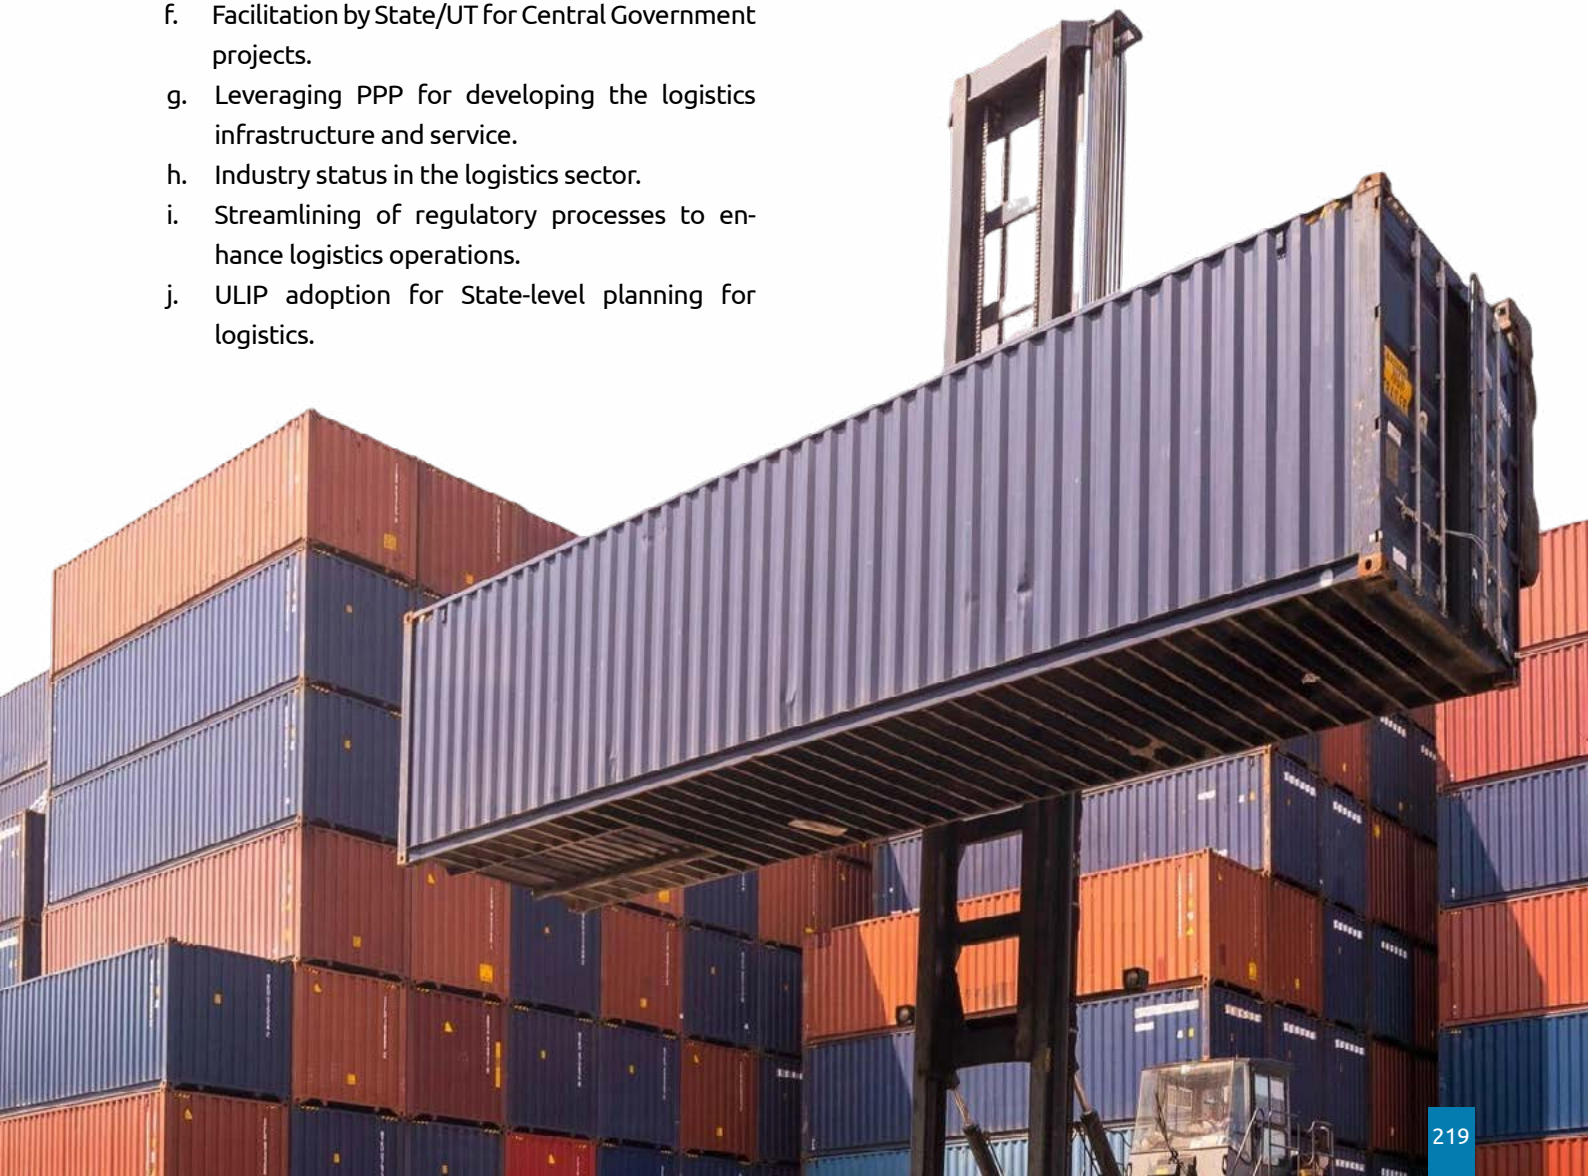 f. Facilitation by State/UT for Central Government
projects.
g. Leveraging PPP for developing the logistics
infrastructure and service.
h. Industry status in the logistics sector.
i. Streamlining of regulatory processes to en-
hance logistics operations.
j. ULIP adoption for State-level planning for
logistics.
219